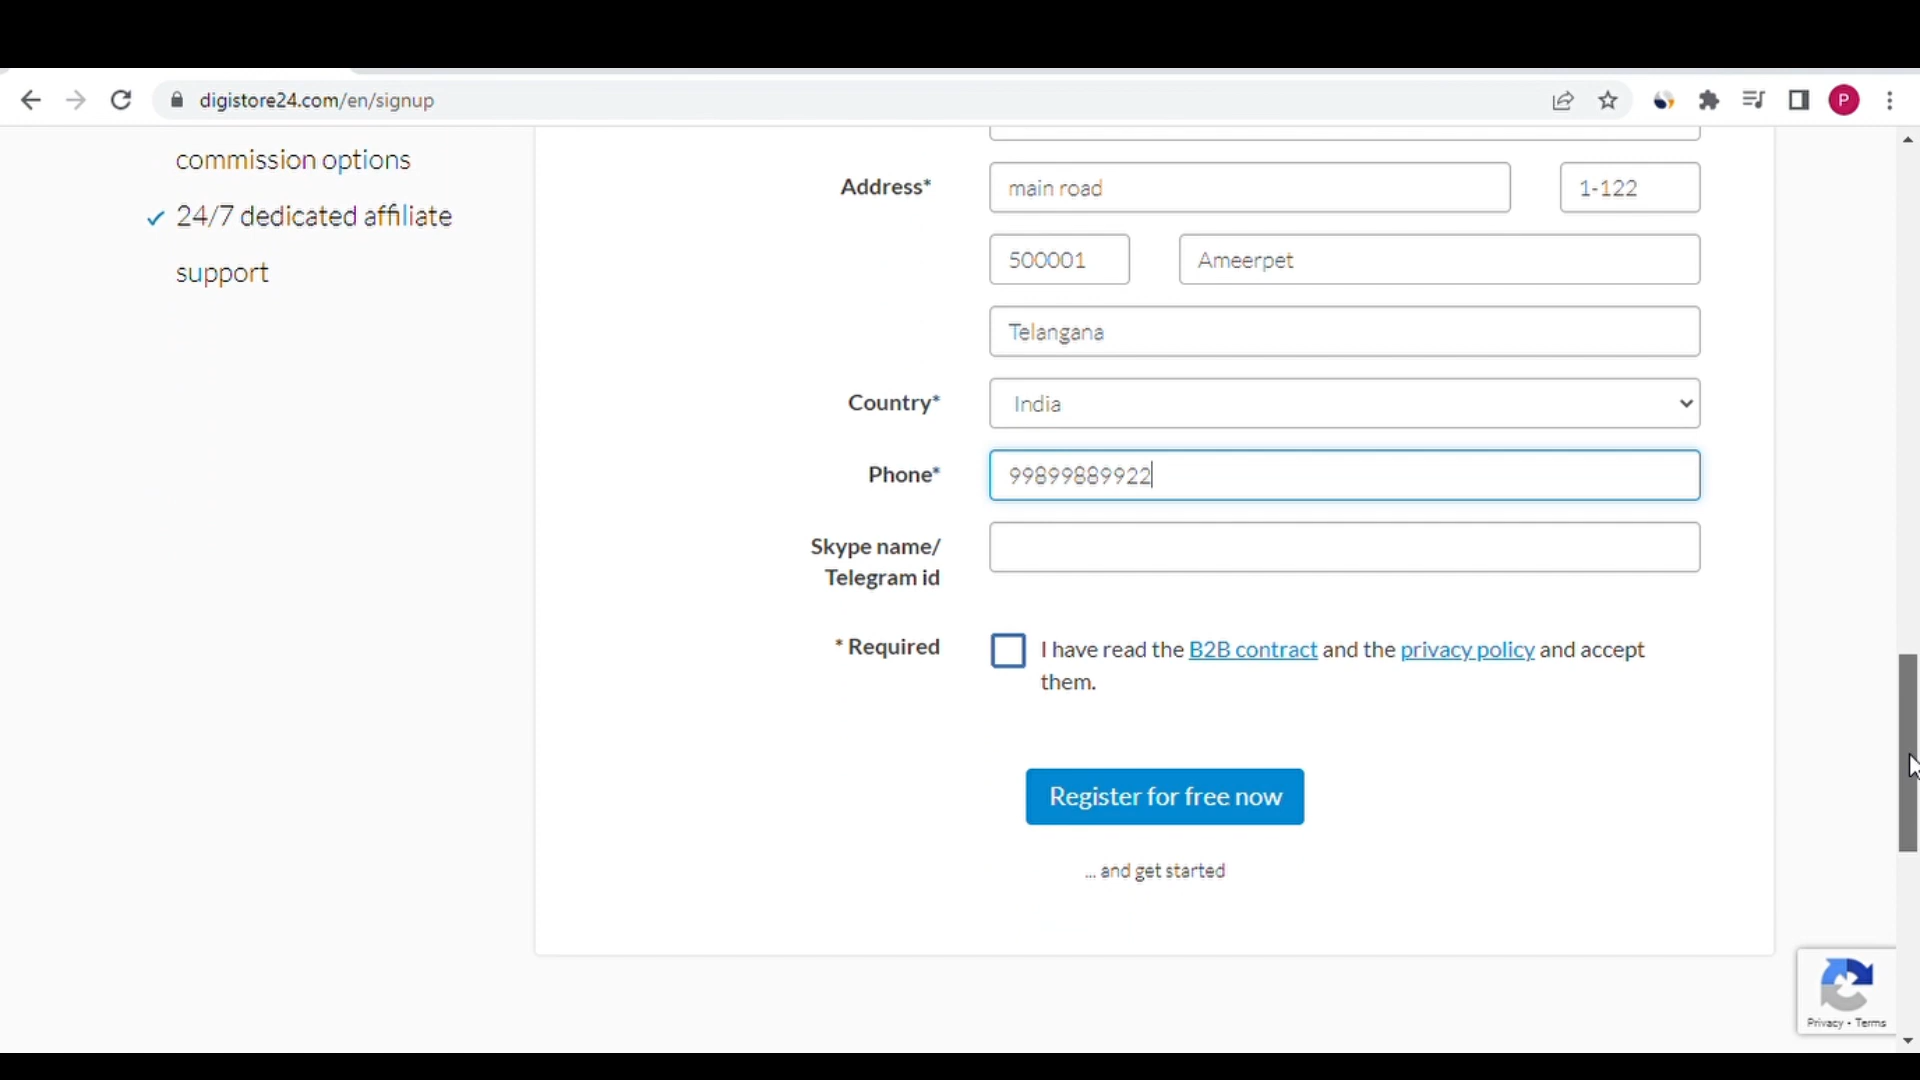 digistore24.com/en/signup
P
commission options
24/7 dedicated affiliate
support
Address*
main road
1-122
500001
Ameerpet
Telangana
Country*
India
Phone*
99899889922
Skype name/
Telegram id
* Required
I have read the B2B contract and the privacy policy and accept
them.
Register for free now
... and get started
Privacy • Terms